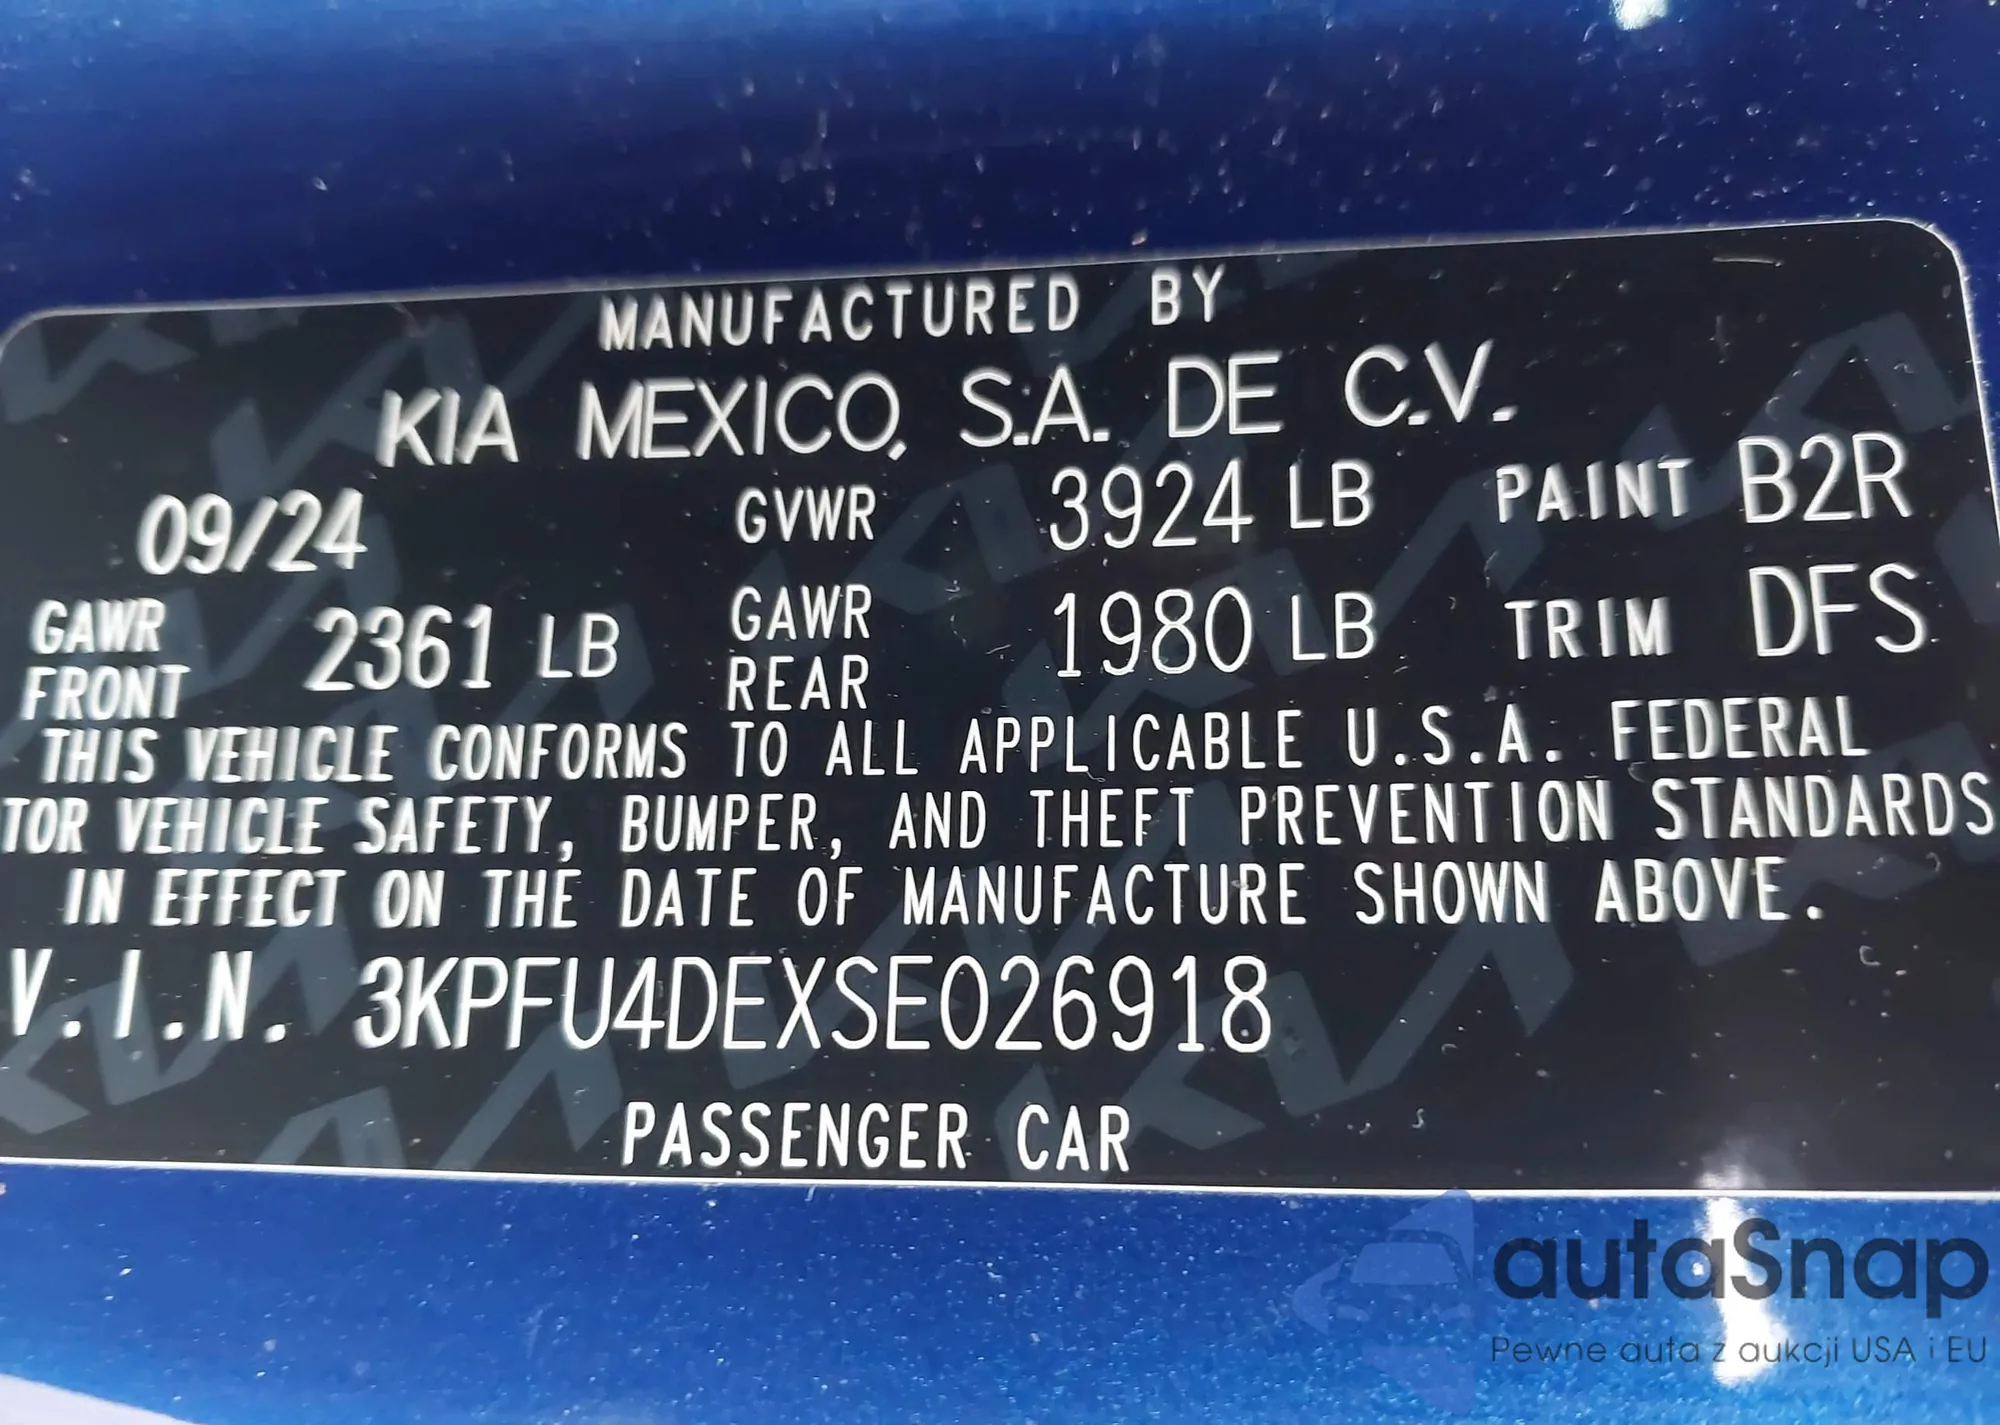 MANUFACTURED BY
KIA MEXICO, S.A. DE C.V.
09/24 GVWR 3924 LB PAINT B2R
GAWR FRONT 2361 LB GAWR REAR 1980 LB TRIM DFS
THIS VEHICLE CONFORMS TO ALL APPLICABLE U.S.A. FEDERAL
TOR VEHICLE SAFETY, BUMPER, AND THEFT PREVENTION STANDARDS
IN EFFECT ON THE DATE OF MANUFACTURE SHOWN ABOVE.
V.I.N. 3KPFU4DEXSE026918
PASSENGER CAR
autaSnap
Pewne auta z aukcji USA i EU